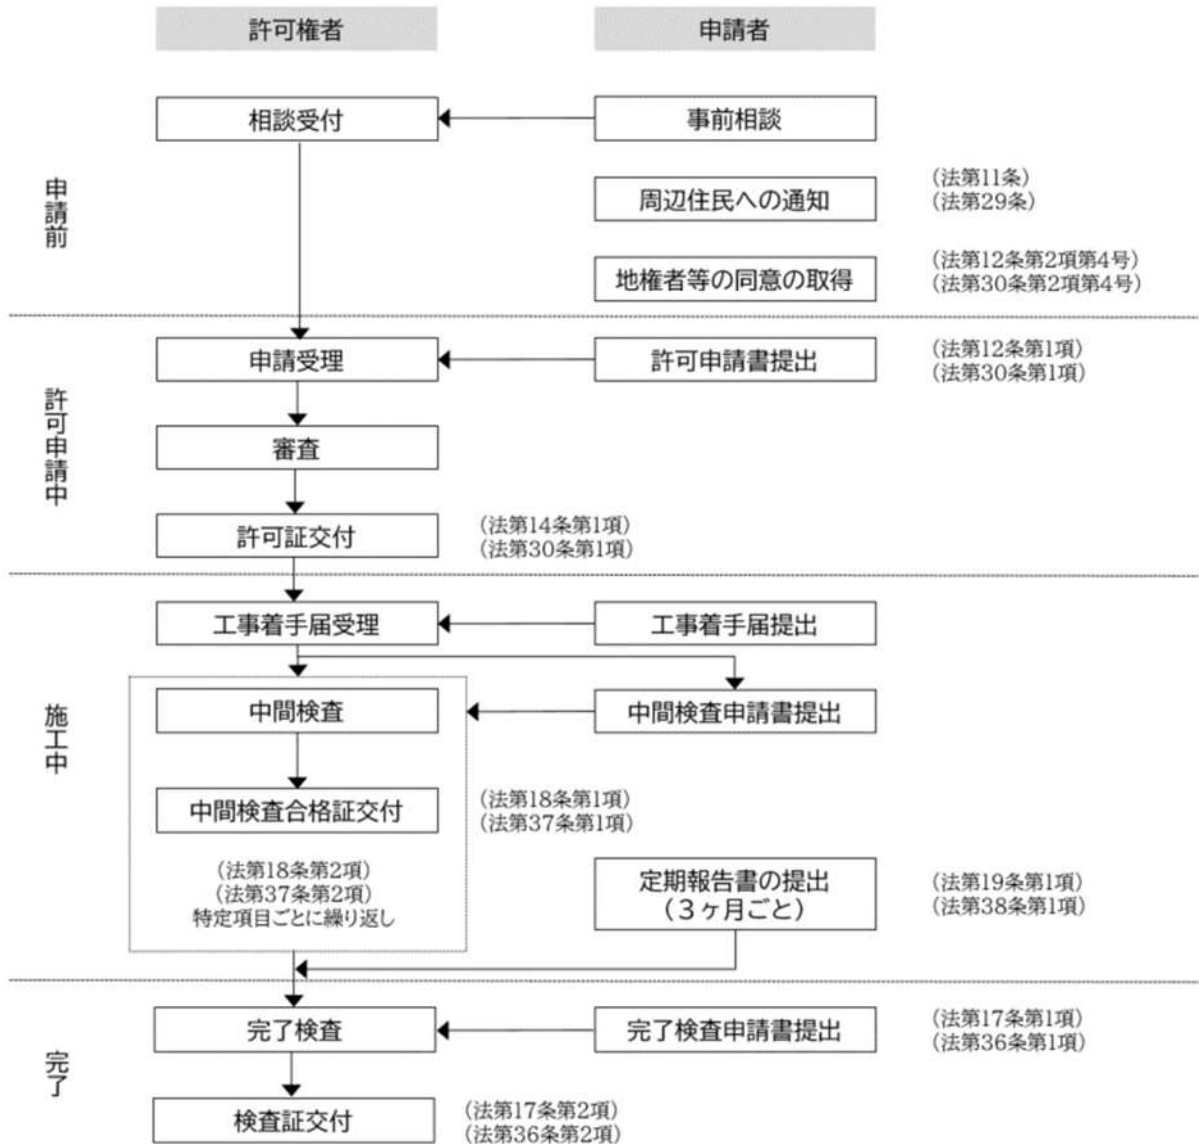 許可権者
申請者
申請前
相談受付
事前相談
周辺住民への通知
(法第11条)
(法第29条)
地権者等の同意の取得
(法第12条第2項第4号)
(法第30条第2項第4号)
許可申請中
申請受理
許可申請書提出
(法第12条第1項)
(法第30条第1項)
審査
許可証交付
(法第14条第1項)
(法第30条第1項)
施工中
工事着手届受理
工事着手届提出
中間検査
中間検査申請書提出
中間検査合格証交付
(法第18条第1項)
(法第37条第1項)
(法第18条第2項)
(法第37条第2項)
特定項目ごとに繰り返し
定期報告書の提出
(3ヶ月ごと)
(法第19条第1項)
(法第38条第1項)
完了
完了検査
完了検査申請書提出
(法第17条第1項)
(法第36条第1項)
検査証交付
(法第17条第2項)
(法第36条第2項)